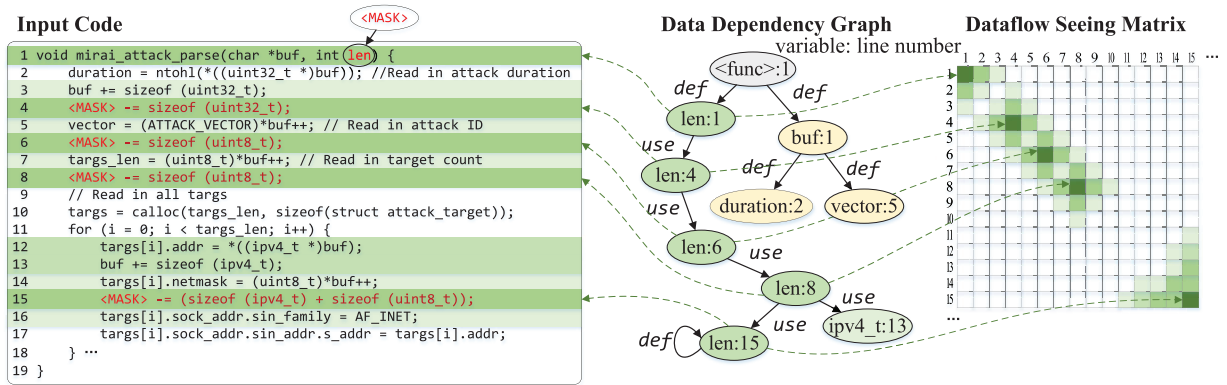 Input Code
<MASK>
1 void mirai_attack_parse(char *buf, int len) {
2 duration = ntohl(*((uint32_t *)buf)); //Read in attack duration
3 buf += sizeof (uint32_t);
4 <MASK> -= sizeof (uint32_t);
5 vector = (ATTACK_VECTOR)*buf++; // Read in attack ID
6 <MASK> -= sizeof (uint8_t);
7 targs_len = (uint8_t)*buf++; // Read in target count
8 <MASK> -= sizeof (uint8_t);
9 // Read in all targs
10 targs = calloc(targs_len, sizeof(struct attack_target));
11 for (i = 0; i < targs_len; i++) {
12 targs[i].addr = *((ipv4_t *)buf);
13 buf += sizeof (ipv4_t);
14 targs[i].netmask = (uint8_t)*buf++;
15 <MASK> -= (sizeof (ipv4_t) + sizeof (uint8_t));
16 targs[i].sock_addr.sin_family = AF_INET;
17 targs[i].sock_addr.sin_addr.s_addr = targs[i].addr;
18 } ...
19 }
Data Dependency Graph
variable: line number
<func>:1
def
def
len:1
buf:1
use
def
def
len:4
duration:2
vector:5
use
len:6
use
len:8
use
use
ipv4_t:13
def
len:15
Dataflow Seeing Matrix
1 2 3 4 5 6 7 8 9 10 11 12 13 14 15 ...
1
2
3
4
5
6
7
8
9
10
11
12
13
14
15
...